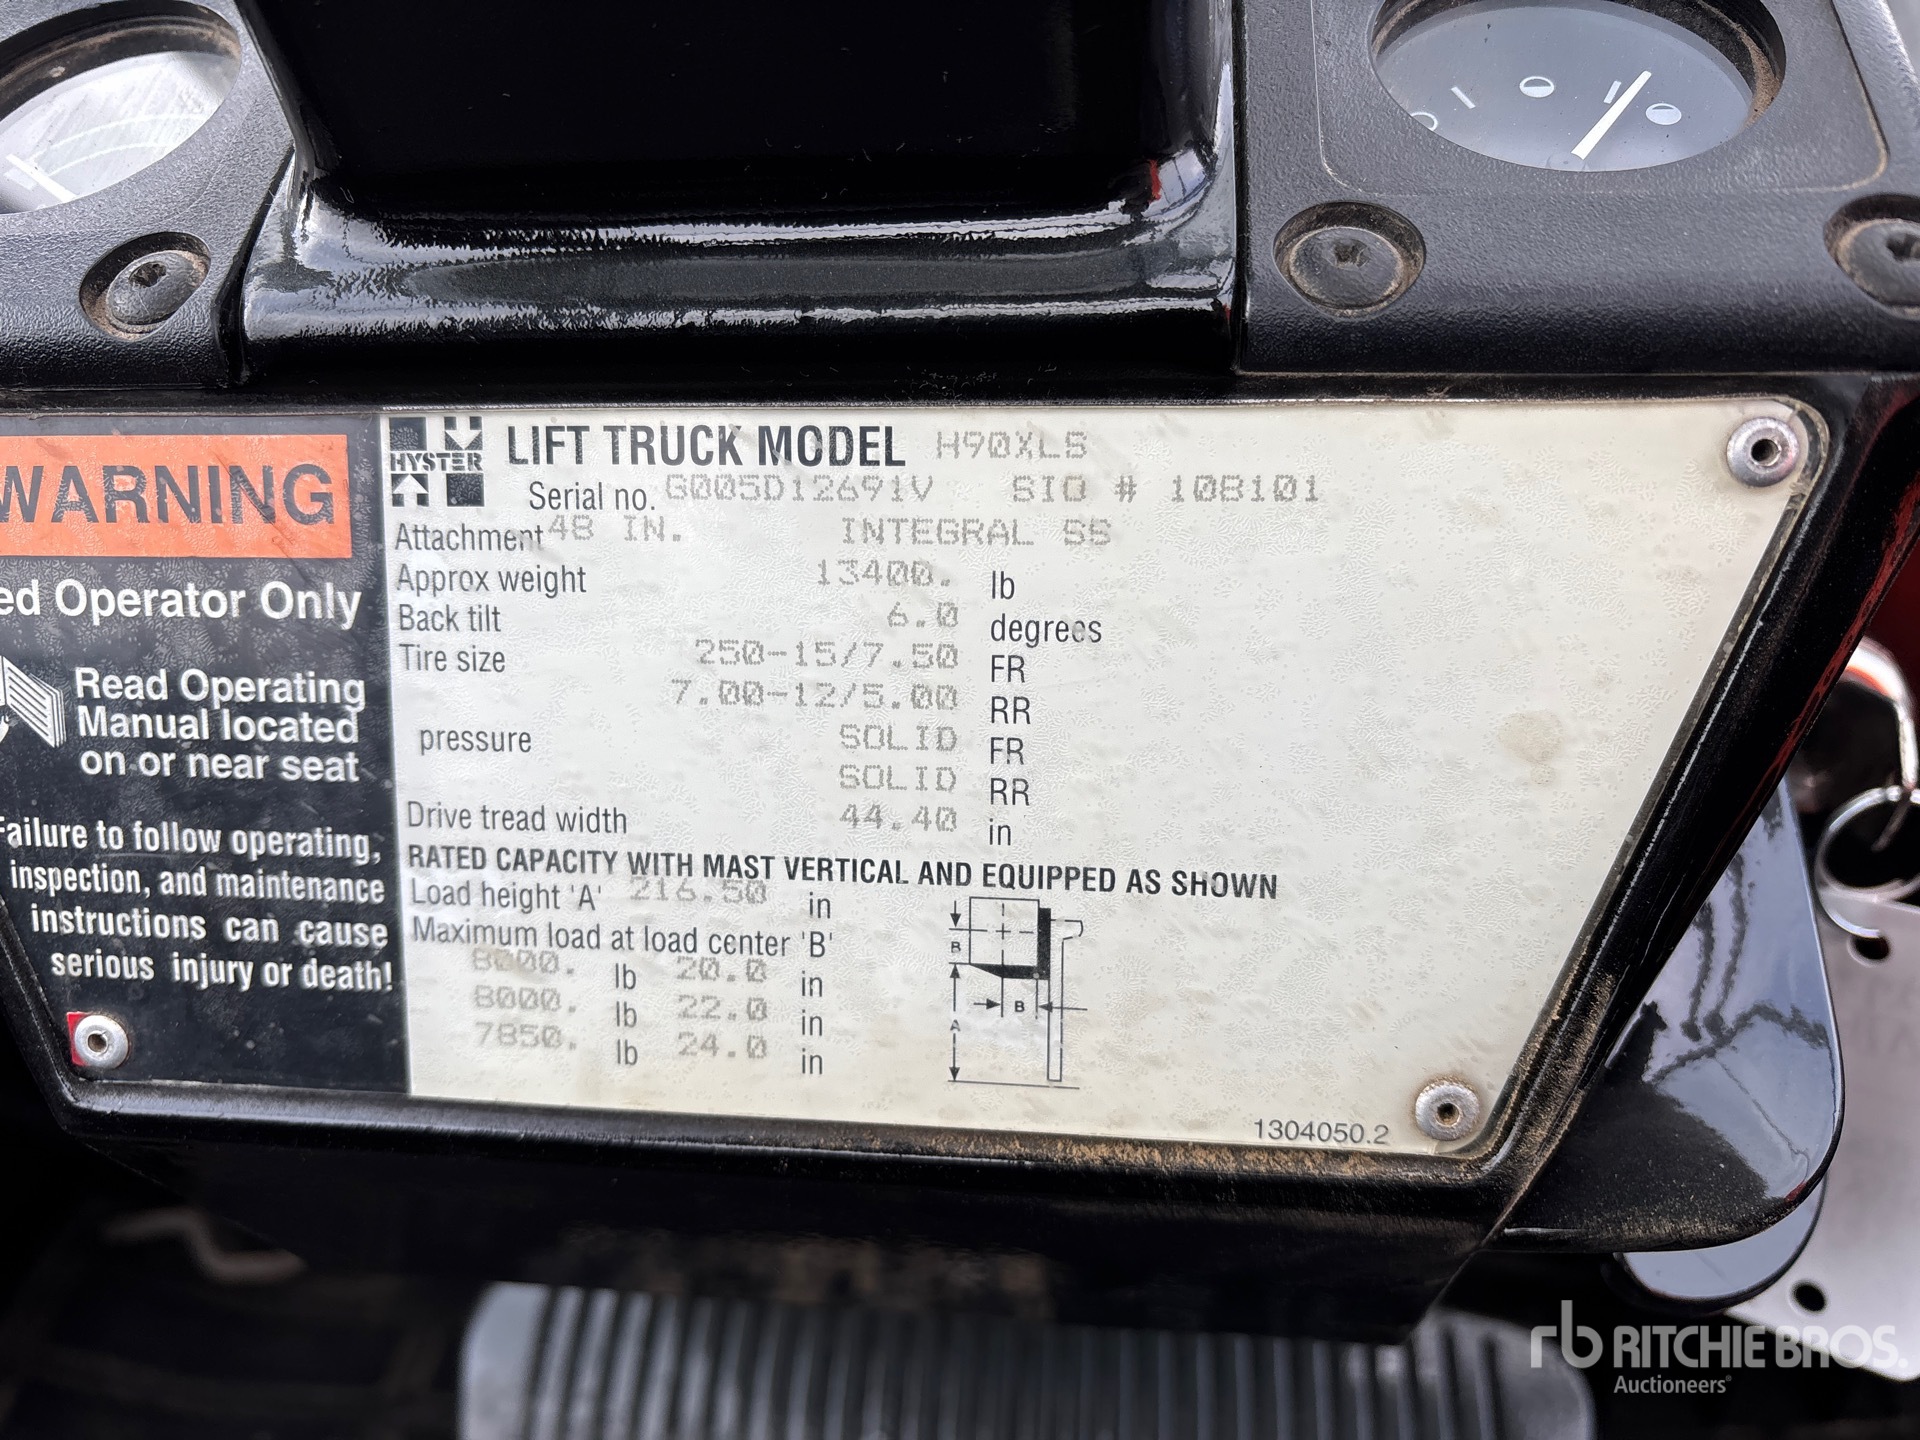 WARNING
ed Operator Only
Read Operating
Manual located
on or near seat
Failure to follow operating,
inspection, and maintenance
instructions can cause
serious injury or death!
HYSTER
LIFT TRUCK MODEL H90XLS
Serial no. G005D12691V SIO # 108101
Attachment 48 IN. INTEGRAL SS
Approx weight 13400. lb
Back tilt 6.0 degrees
Tire size 250-15/7.50 FR
7.00-12/5.00 RR
pressure SOLID FR
SOLID RR
Drive tread width 44.40 in
RATED CAPACITY WITH MAST VERTICAL AND EQUIPPED AS SHOWN
Load height 'A' 216.50 in
Maximum load at load center 'B'
8000. lb 20.0 in
8000. lb 22.0 in
7850. lb 24.0 in
B
B
A
1304050.2
rb RITCHIE BROS.
Auctioneers